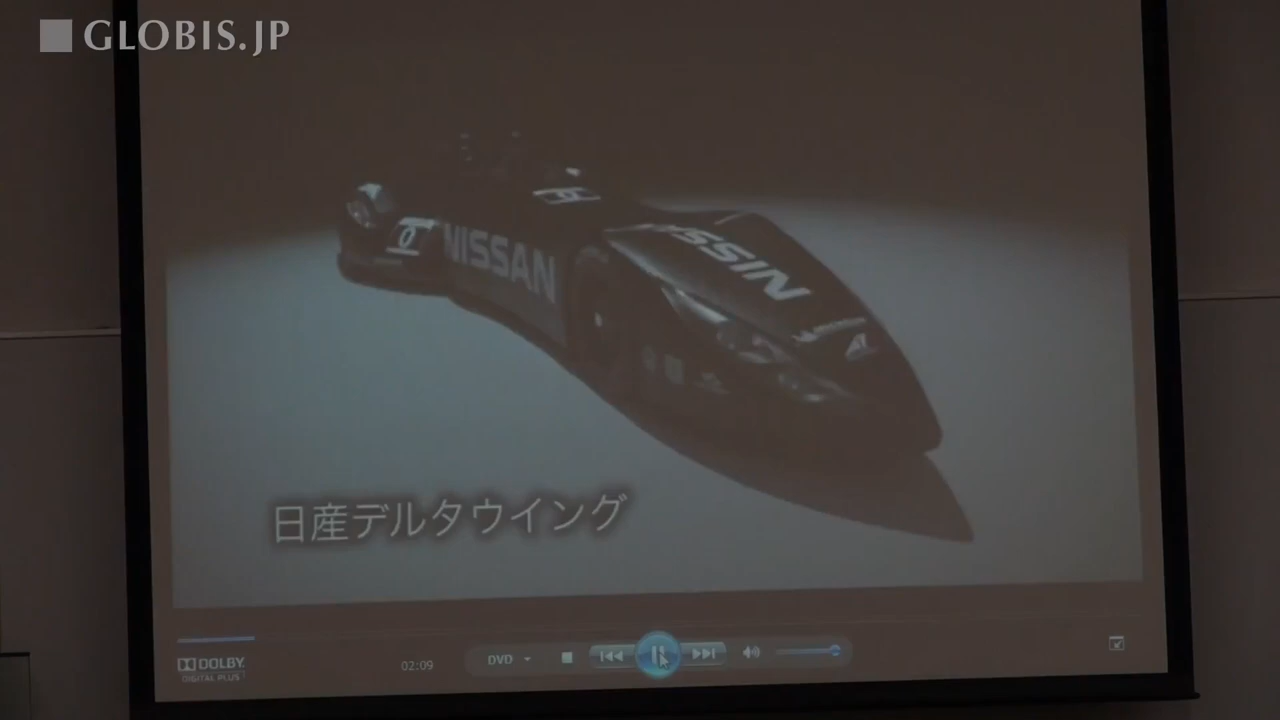 GLOBIS.JP
0
NISSAN
NISSIN
日産デルタウイング
DOLBY
DIGITAL PLUS
02:09
DVD